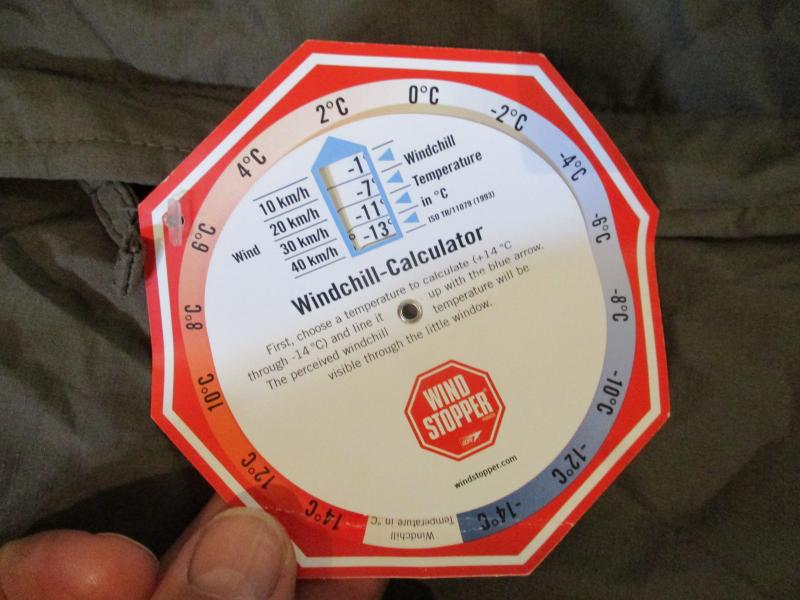 4°C
2°C
0°C
-2°C
-4°C
-6°C
-8°C
-10°C
-12°C
-14°C
Windchill
Temperature in °C
14°C
12°C
10°C
8°C
6°C
Wind
10 km/h
20 km/h
30 km/h
40 km/h
-1°
-7°
-11°
-13°
Windchill
Temperature
in °C
ISO TR/11079 (1993)
Windchill-Calculator
First, choose a temperature to calculate (+14 °C
through -14 °C) and line it up with the blue arrow.
The perceived windchill temperature will be
visible through the little window.
WIND
STOPPER
windstopper.com